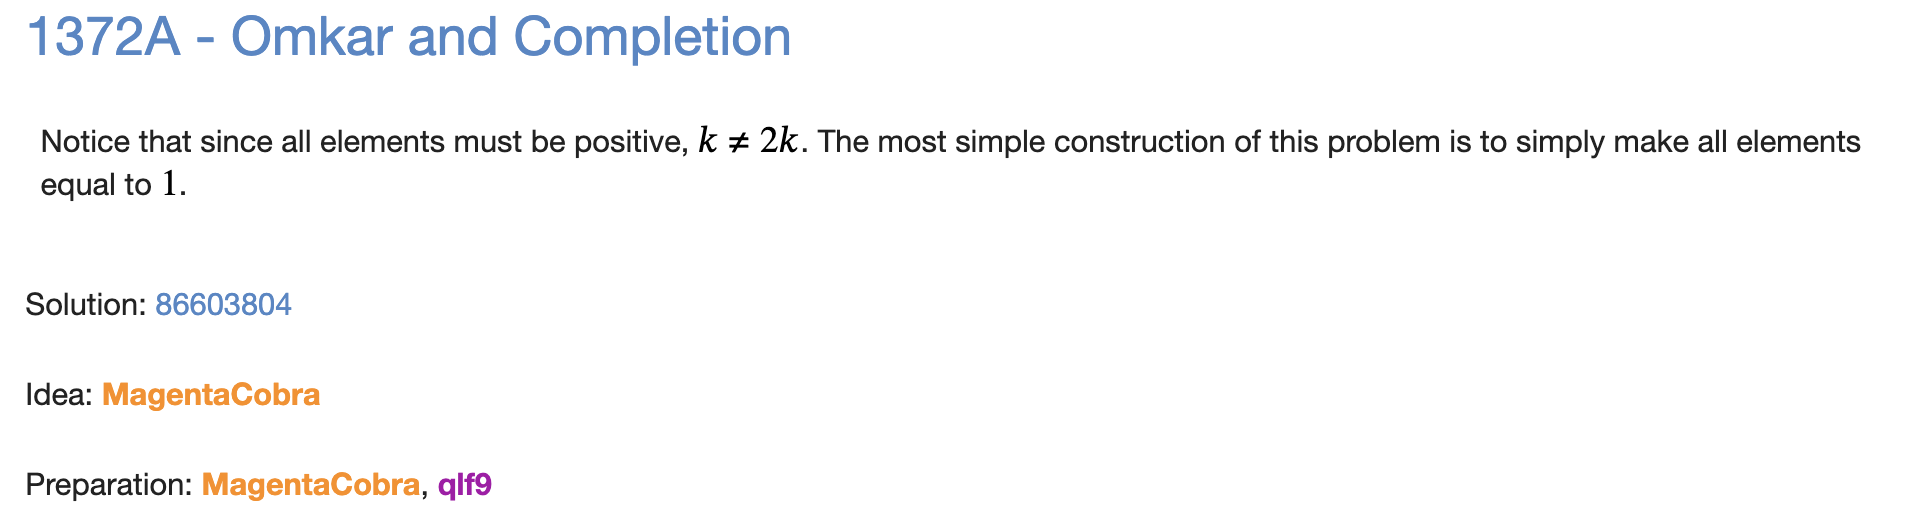 1372A - Omkar and Completion
Notice that since all elements must be positive, k ≠ 2k. The most simple construction of this problem is to simply make all elements
equal to 1.
Solution: 86603804
Idea: MagentaCobra
Preparation: MagentaCobra, qlf9